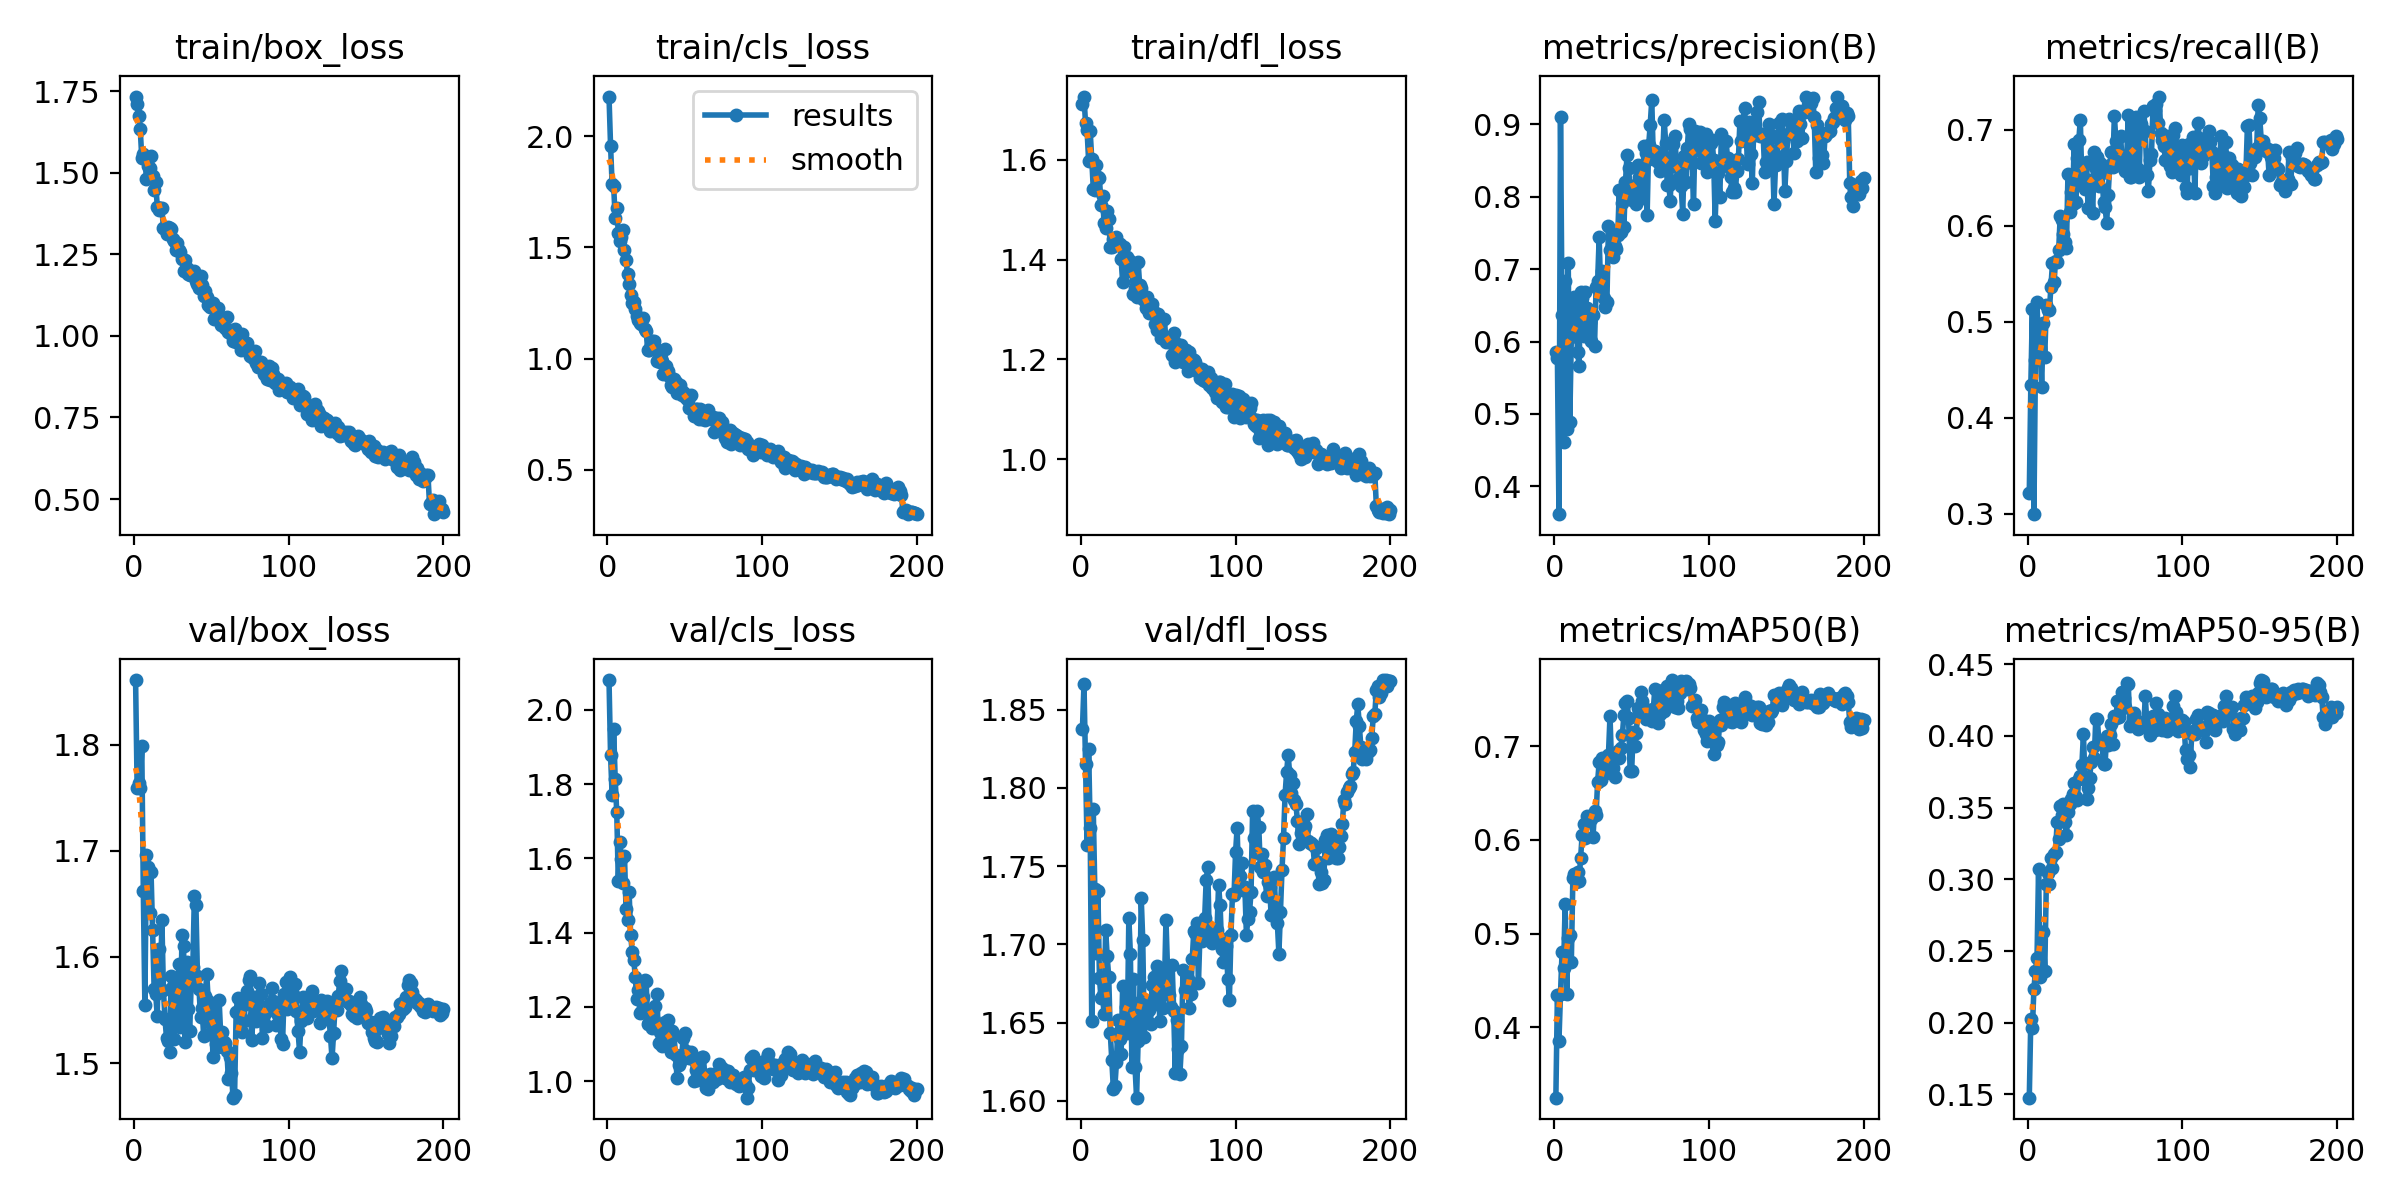 train/box_loss
1.75
1.50
1.25
1.00
0.75
0.50
0 100 200
train/cls_loss
results
smooth
2.0
1.5
1.0
0.5
0 100 200
train/dfl_loss
1.6
1.4
1.2
1.0
0 100 200
metrics/precision(B)
0.9
0.8
0.7
0.6
0.5
0.4
0 100 200
metrics/recall(B)
0.7
0.6
0.5
0.4
0.3
0 100 200
val/box_loss
1.8
1.7
1.6
1.5
0 100 200
val/cls_loss
2.0
1.8
1.6
1.4
1.2
1.0
0 100 200
val/dfl_loss
1.85
1.80
1.75
1.70
1.65
1.60
0 100 200
metrics/mAP50(B)
0.7
0.6
0.5
0.4
0 100 200
metrics/mAP50-95(B)
0.45
0.40
0.35
0.30
0.25
0.20
0.15
0 100 200